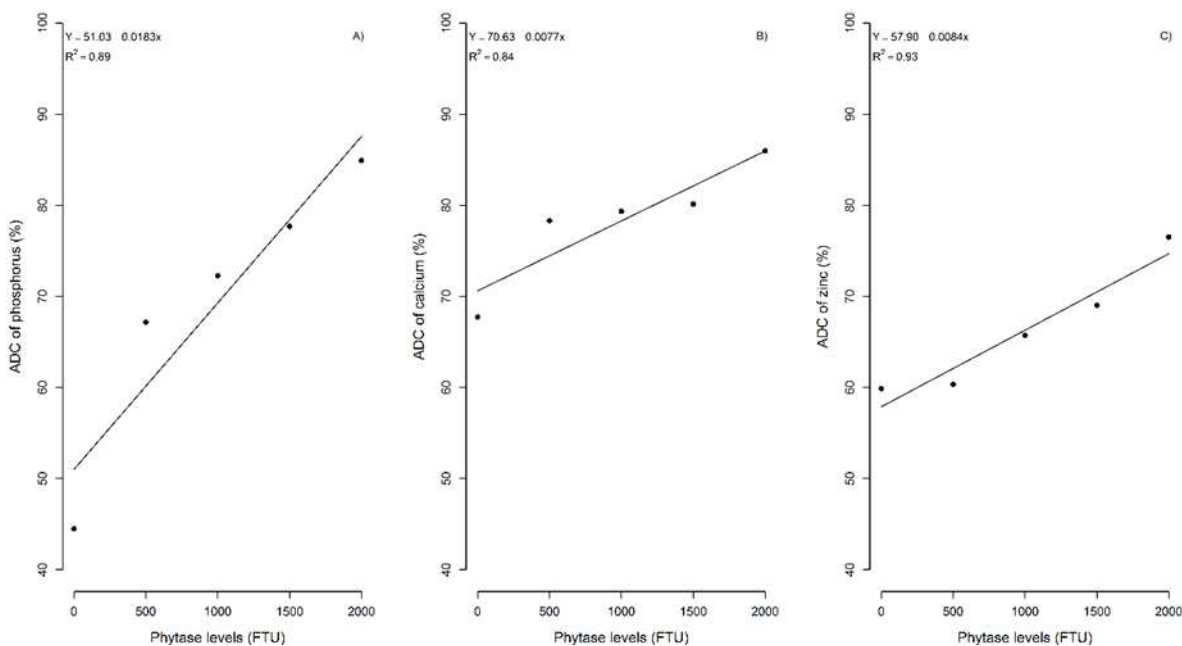 Y = 51.03 0.0183x
R² = 0.89
A)
100
90
80
70
60
50
40
ADC of phosphorus (%)
0 500 1000 1500 2000
Phytase levels (FTU)
Y = 70.63 0.0077x
R² = 0.84
B)
100
90
80
70
60
50
40
ADC of calcium (%)
0 500 1000 1500 2000
Phytase levels (FTU)
Y = 57.90 0.0084x
R² = 0.93
C)
100
90
80
70
60
50
40
ADC of zinc (%)
0 500 1000 1500 2000
Phytase levels (FTU)